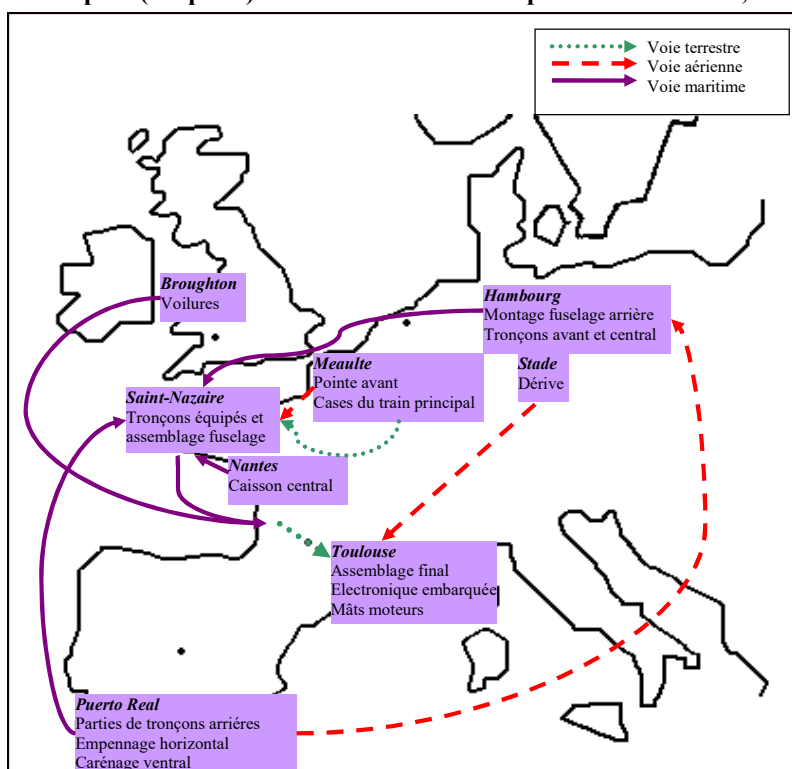 Voie terrestre
Voie aérienne
Voie maritime
Broughton
Voilures
Hambourg
Montage fuselage arrière
Tronçons avant et central
Meaulte
Pointe avant
Cases du train principal
Stade
Dérive
Saint-Nazaire
Tronçons équipés et
assemblage fuselage
Nantes
Caisson central
Toulouse
Assemblage final
Electronique embarquée
Mâts moteurs
Puerto Real
Parties de tronçons arriéres
Empennage horizontal
Carénage ventral